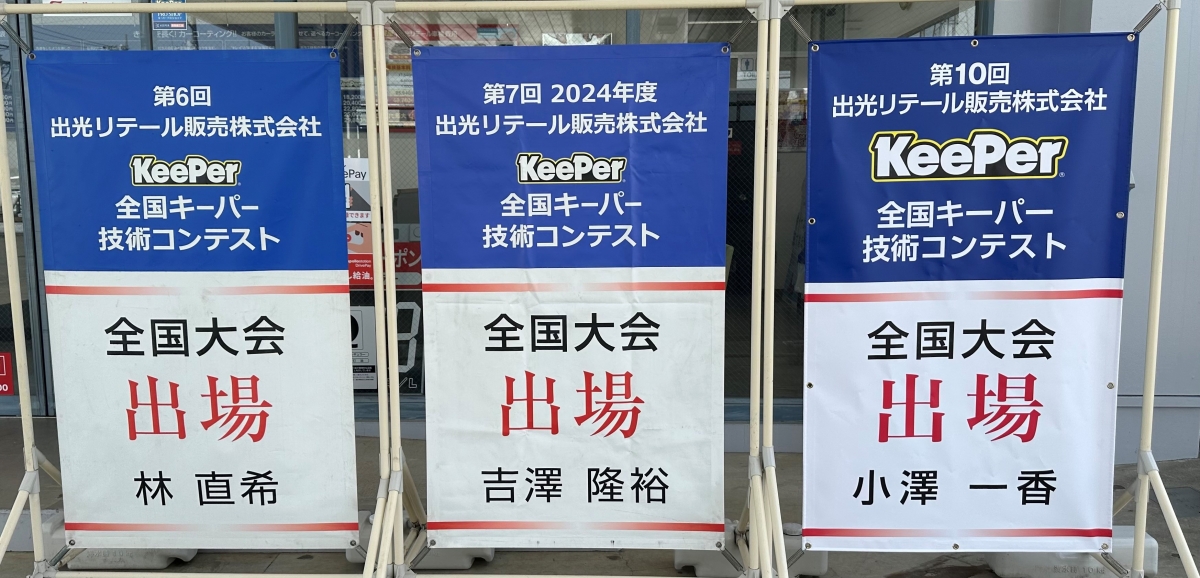 第6回
出光リテール販売株式会社
KeePer
全国キーパー
技術コンテスト
全国大会
出場
林 直希
第7回 2024年度
出光リテール販売株式会社
KeePer
全国キーパー
技術コンテスト
全国大会
出場
吉澤 隆裕
第10回
出光リテール販売株式会社
KeePer
全国キーパー
技術コンテスト
全国大会
出場
小澤 一香